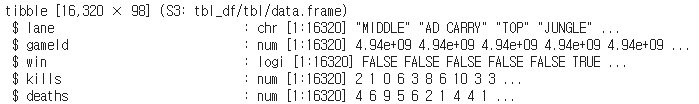 tibble [16,320 × 98] (S3: tbl_df/tbl/data.frame)
$ lane : chr [1:16320] "MIDDLE" "AD CARRY" "TOP" "JUNGLE" ...
$ gameId : num [1:16320] 4.94e+09 4.94e+09 4.94e+09 4.94e+09 4.94e+09 ...
$ win : logi [1:16320] FALSE FALSE FALSE FALSE FALSE TRUE ...
$ kills : num [1:16320] 2 1 0 6 3 8 6 10 3 3 ...
$ deaths : num [1:16320] 4 6 9 5 6 2 1 4 4 1 ...